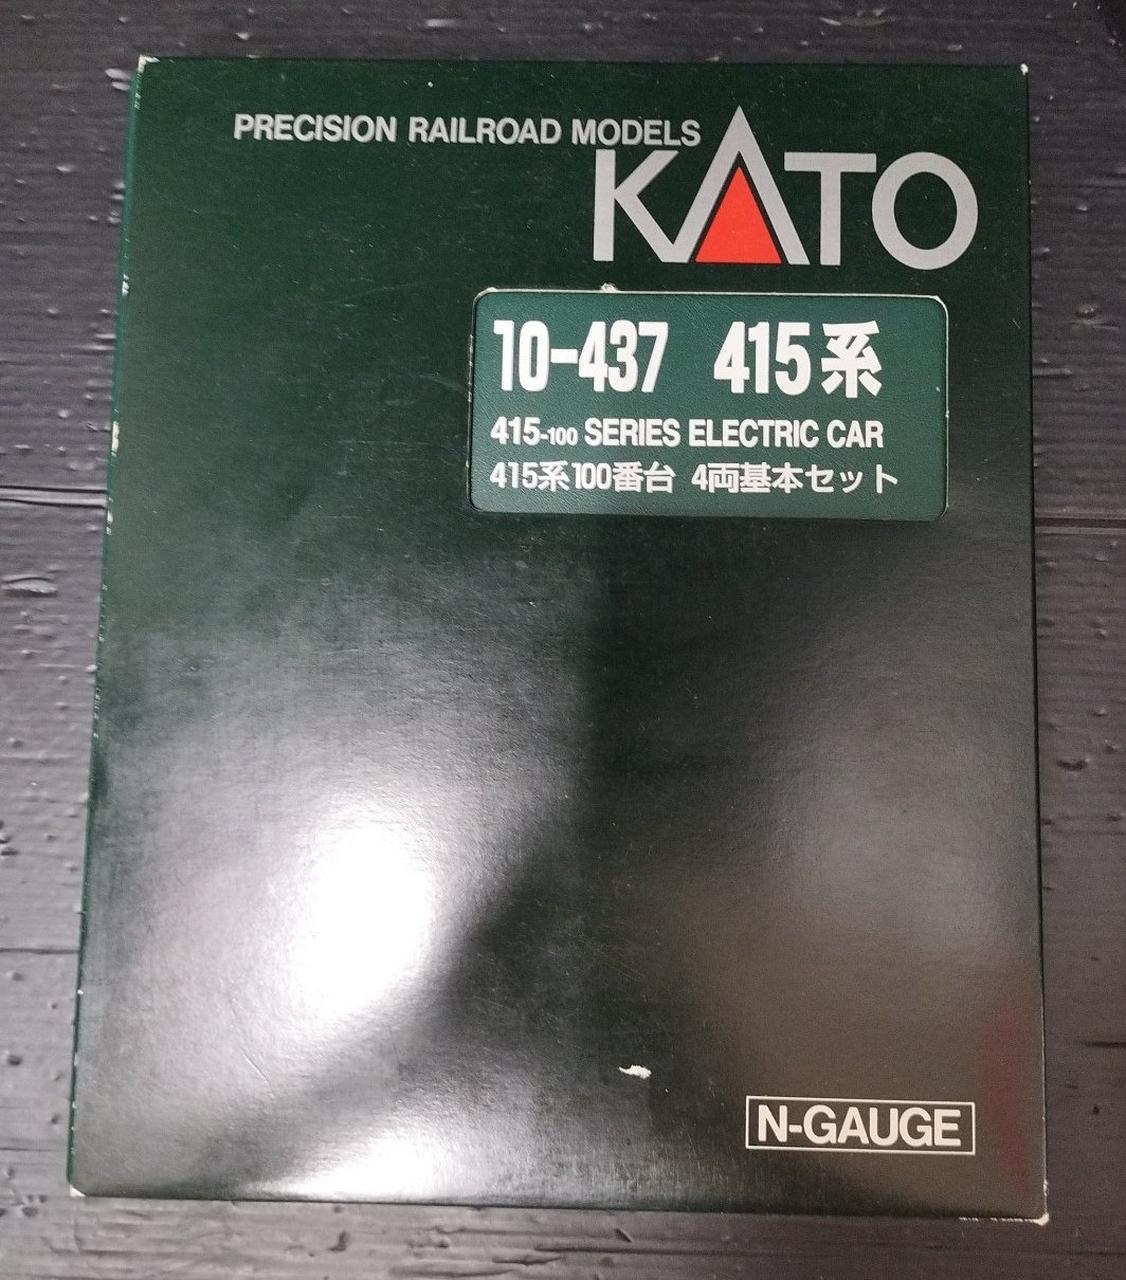 PRECISION RAILROAD MODELS
KATO
10-437 415系
415-100 SERIES ELECTRIC CAR
415系100番台 4両基本セット
N-GAUGE